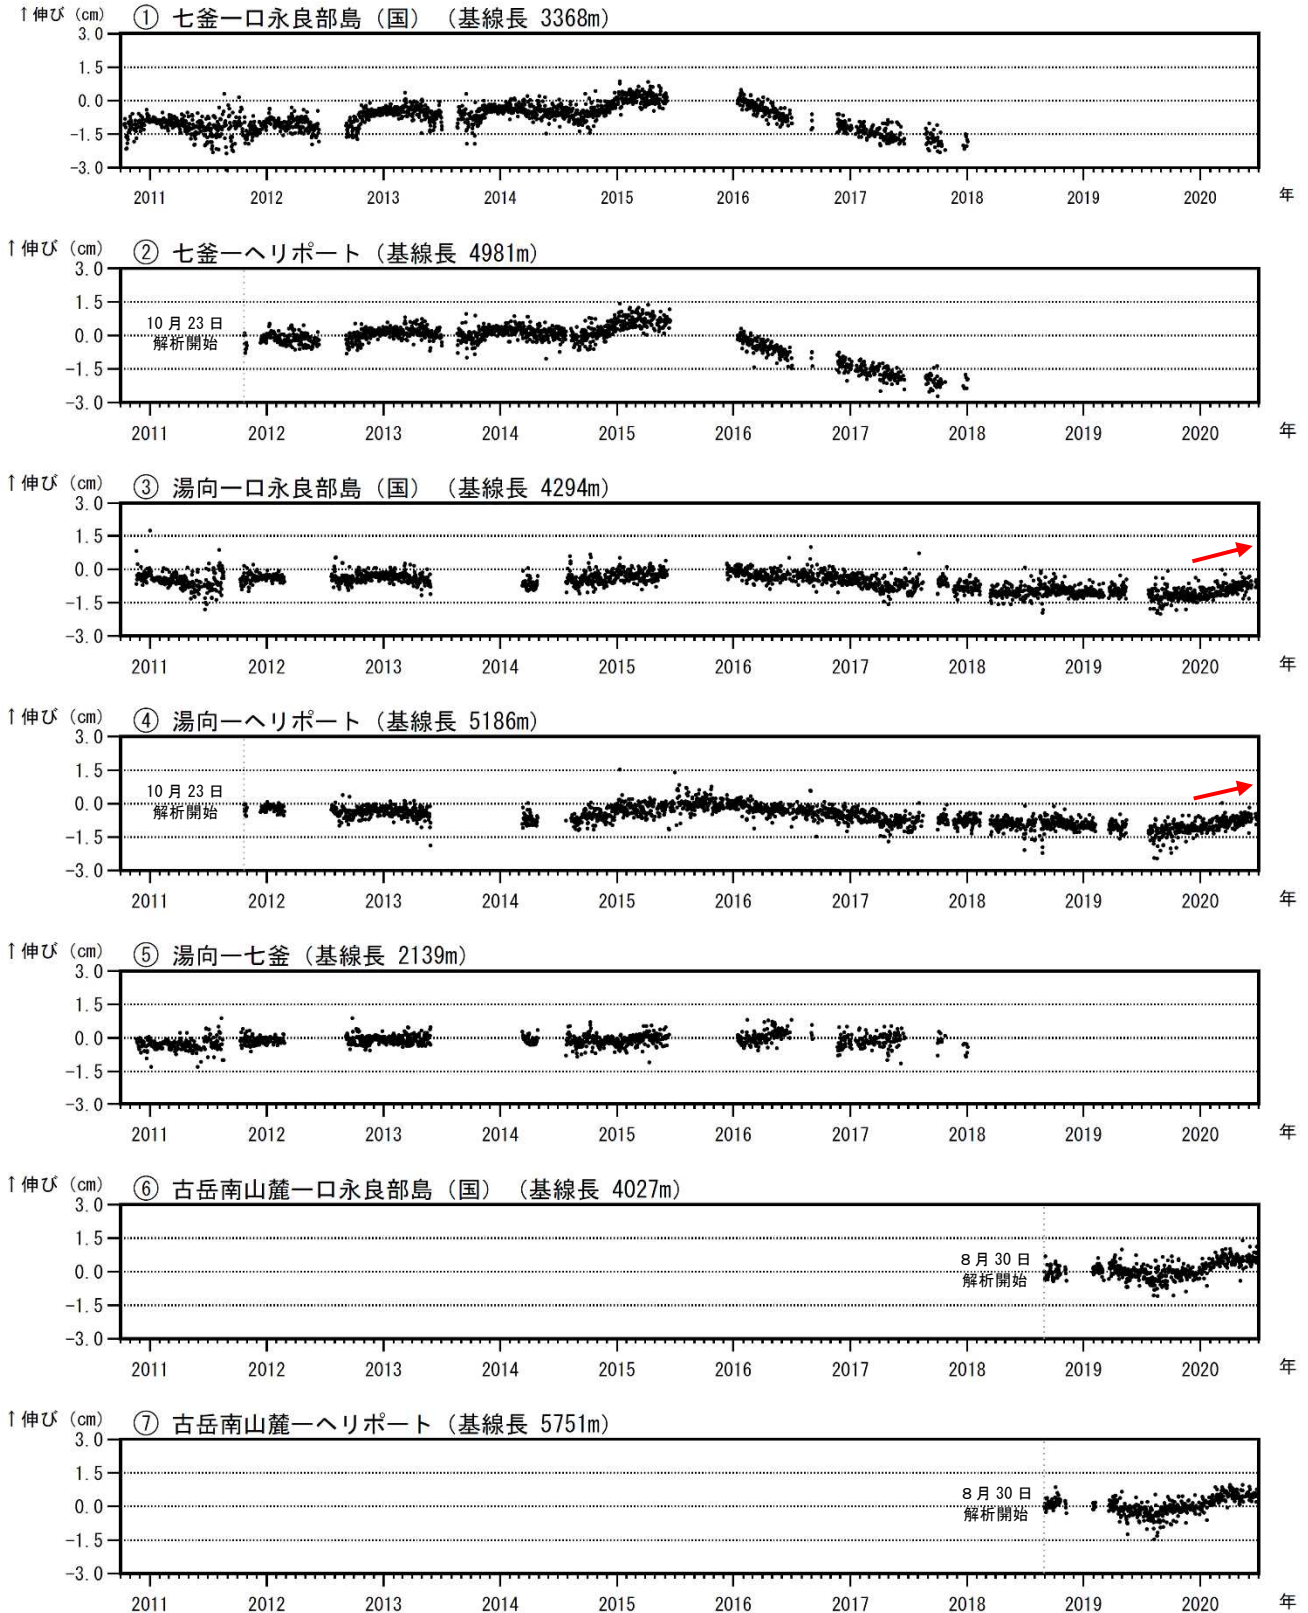 ↑伸び (cm) ① 七釜ー口永良部島（国）（基線長 3368m）
3.0
1.5
0.0
-1.5
-3.0
2011 2012 2013 2014 2015 2016 2017 2018 2019 2020 年
↑伸び (cm) ② 七釜ーヘリポート（基線長 4981m）
3.0
1.5
10月23日
0.0
解析開始
-1.5
-3.0
2011 2012 2013 2014 2015 2016 2017 2018 2019 2020 年
↑伸び (cm) ③ 湯向ー口永良部島（国）（基線長 4294m）
3.0
1.5
0.0
-1.5
-3.0
2011 2012 2013 2014 2015 2016 2017 2018 2019 2020 年
↑伸び (cm) ④ 湯向ーヘリポート（基線長 5186m）
3.0
1.5
10月23日
0.0
解析開始
-1.5
-3.0
2011 2012 2013 2014 2015 2016 2017 2018 2019 2020 年
↑伸び (cm) ⑤ 湯向ー七釜（基線長 2139m）
3.0
1.5
0.0
-1.5
-3.0
2011 2012 2013 2014 2015 2016 2017 2018 2019 2020 年
↑伸び (cm) ⑥ 古岳南山麓ー口永良部島（国）（基線長 4027m）
3.0
1.5
8月30日
0.0
解析開始
-1.5
-3.0
2011 2012 2013 2014 2015 2016 2017 2018 2019 2020 年
↑伸び (cm) ⑦ 古岳南山麓ーヘリポート（基線長 5751m）
3.0
1.5
8月30日
0.0
解析開始
-1.5
-3.0
2011 2012 2013 2014 2015 2016 2017 2018 2019 2020 年